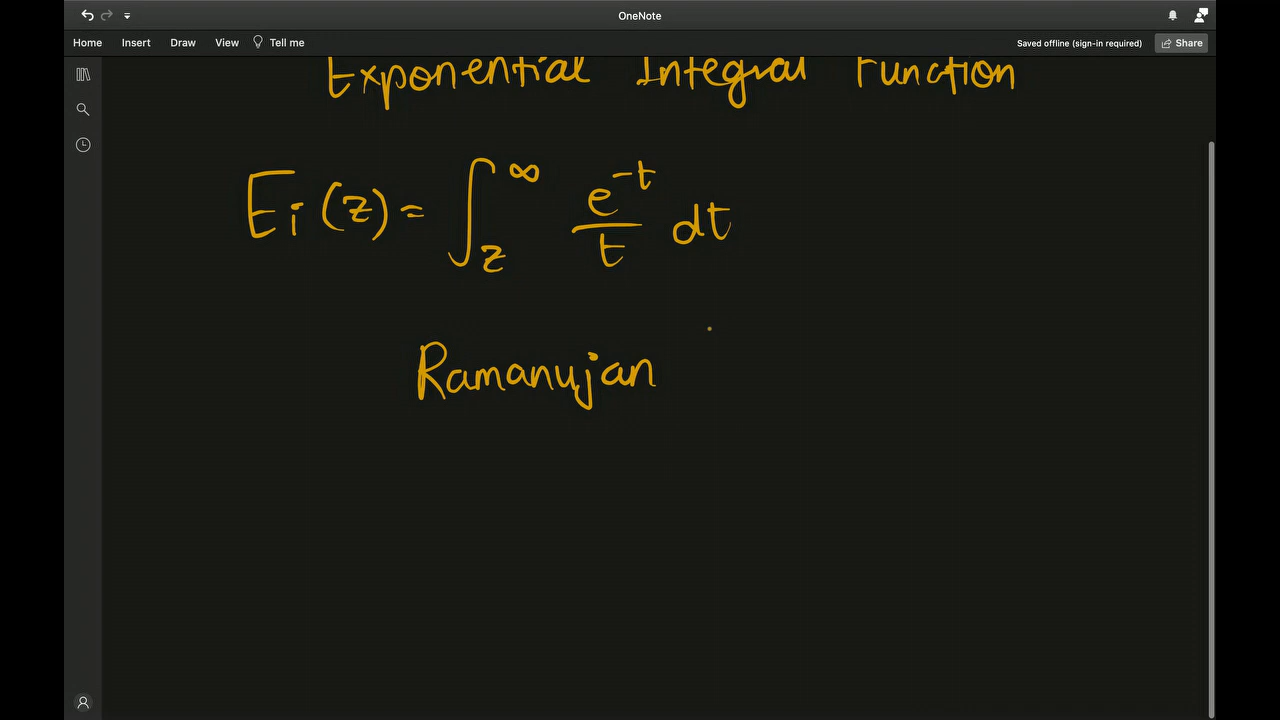 OneNote
Home Insert Draw View Tell me Saved offline (sign-in required) Share
Exponential Integral Function
Ei(z) = ∫_z^∞ e^{-t}/t dt
Ramanujan